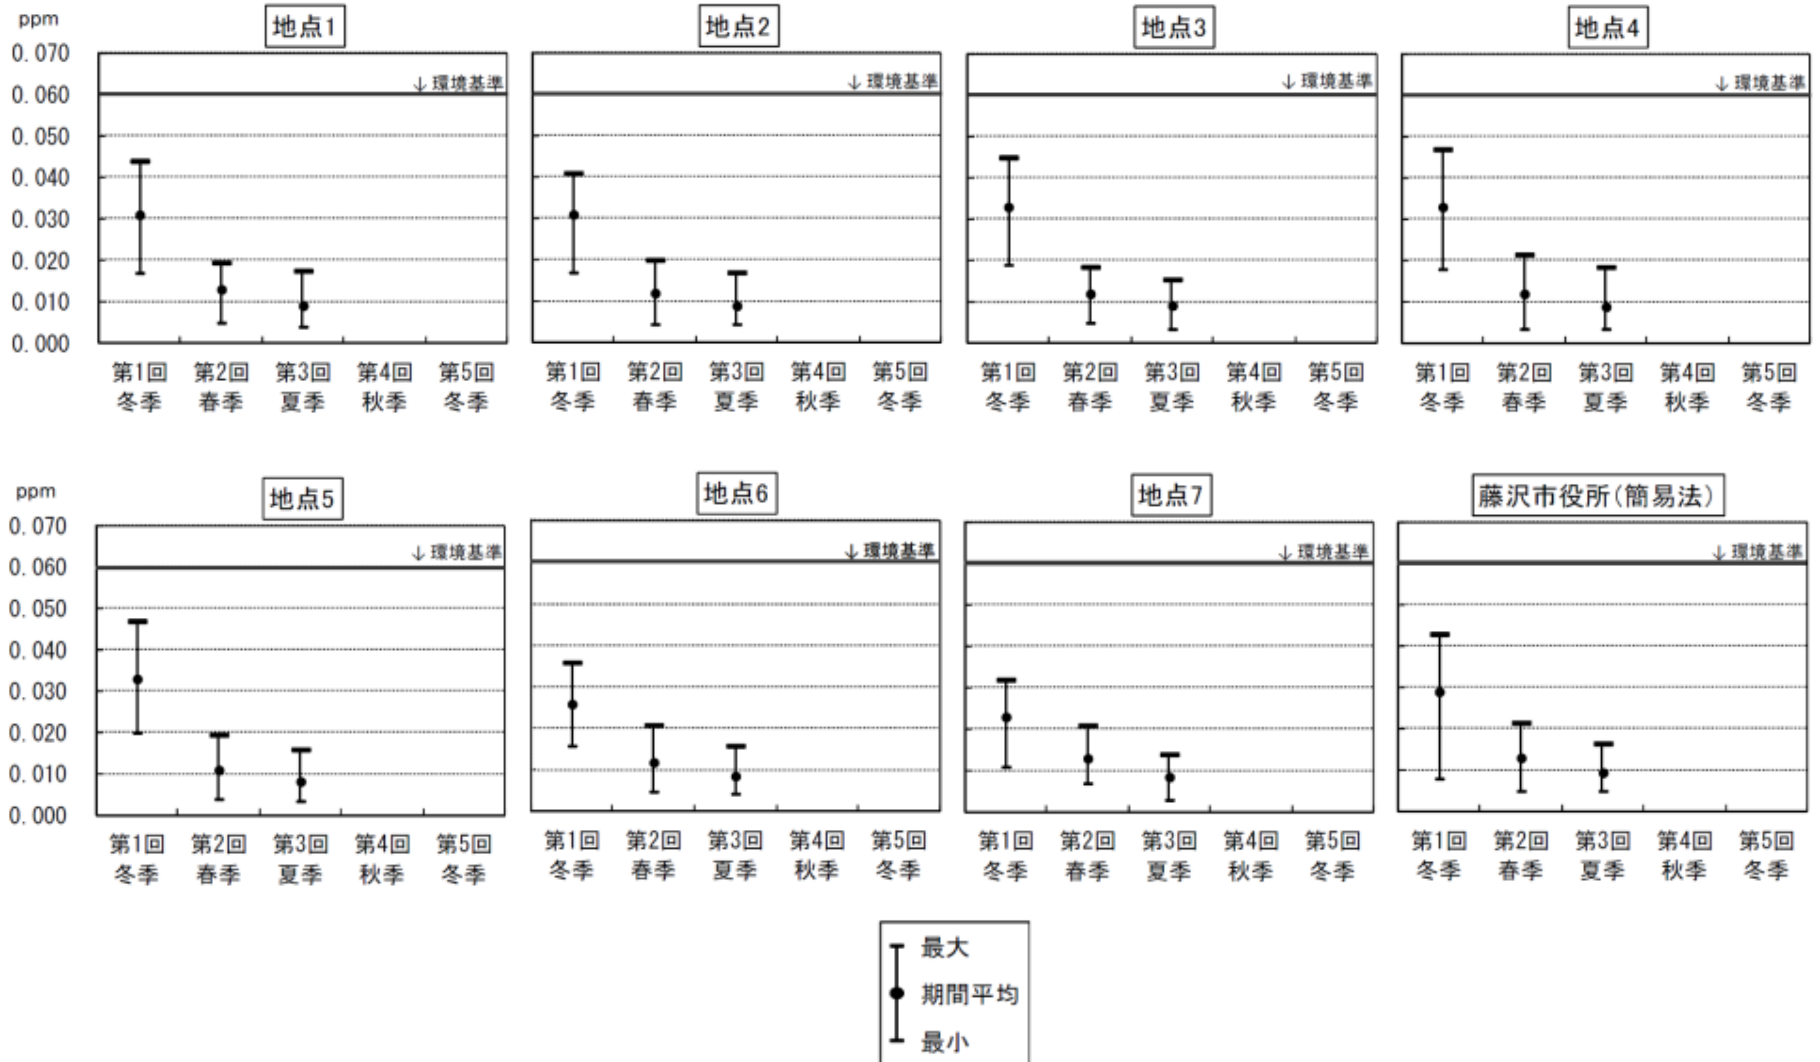 ppm
地点1 地点2 地点3 地点4
0.070
↓環境基準 ↓環境基準 ↓環境基準 ↓環境基準
0.060
0.050
0.040
0.030
0.020
0.010
0.000
第1回 第2回 第3回 第4回 第5回 第1回 第2回 第3回 第4回 第5回 第1回 第2回 第3回 第4回 第5回 第1回 第2回 第3回 第4回 第5回
冬季 春季 夏季 秋季 冬季 冬季 春季 夏季 秋季 冬季 冬季 春季 夏季 秋季 冬季 冬季 春季 夏季 秋季 冬季
ppm
地点5 地点6 地点7 藤沢市役所(簡易法)
0.070
↓環境基準 ↓環境基準 ↓環境基準 ↓環境基準
0.060
0.050
0.040
0.030
0.020
0.010
0.000
第1回 第2回 第3回 第4回 第5回 第1回 第2回 第3回 第4回 第5回 第1回 第2回 第3回 第4回 第5回 第1回 第2回 第3回 第4回 第5回
冬季 春季 夏季 秋季 冬季 冬季 春季 夏季 秋季 冬季 冬季 春季 夏季 秋季 冬季 冬季 春季 夏季 秋季 冬季
最大
期間平均
最小